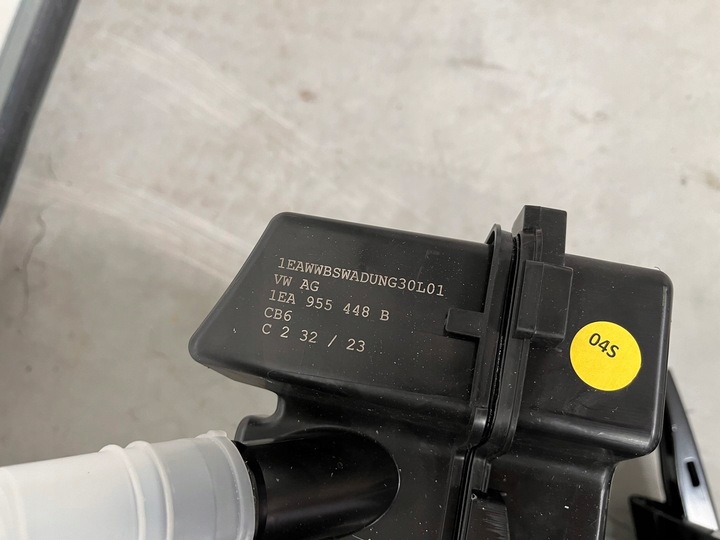 1EAWWBSWADUNG30L01
VW AG
1EA 955 448 B
CB6
C 2 32 / 23
04S